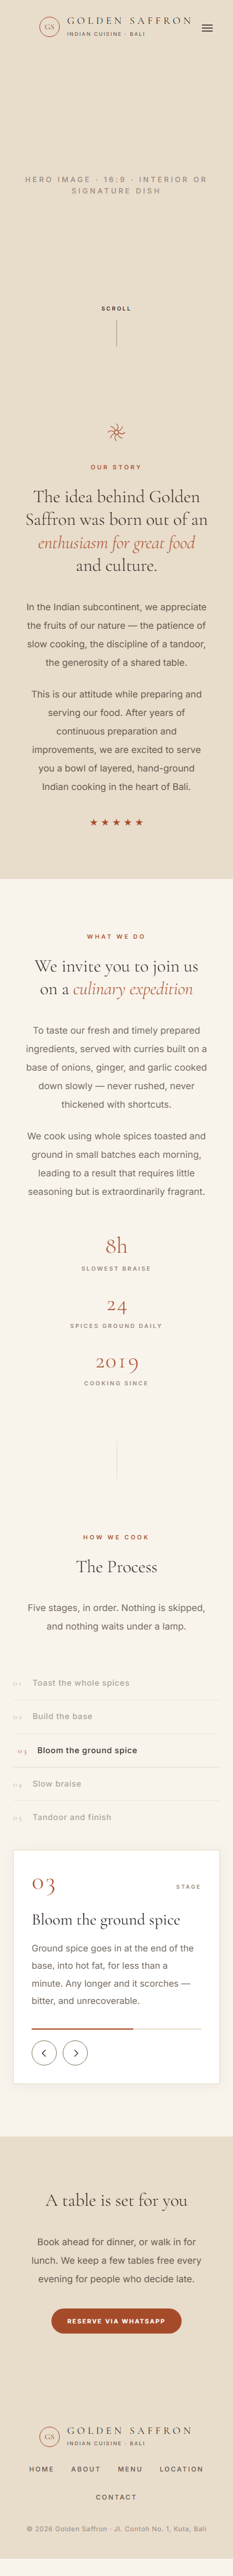 GS
GOLDEN SAFFRON
INDIAN CUISINE · BALI
HERO IMAGE · 16:9 · INTERIOR OR
SIGNATURE DISH
SCROLL
OUR STORY
The idea behind Golden
Saffron was born out of an
enthusiasm for great food
and culture.
In the Indian subcontinent, we appreciate
the fruits of our nature — the patience of
slow cooking, the discipline of a tandoor,
the generosity of a shared table.
This is our attitude while preparing and
serving our food. After years of
continuous preparation and
improvements, we are excited to serve
you a bowl of layered, hand-ground
Indian cooking in the heart of Bali.
★★★★★
WHAT WE DO
We invite you to join us
on a culinary expedition
To taste our fresh and timely prepared
ingredients, served with curries built on a
base of onions, ginger, and garlic cooked
down slowly — never rushed, never
thickened with shortcuts.
We cook using whole spices toasted and
ground in small batches each morning,
leading to a result that requires little
seasoning but is extraordinarily fragrant.
8h
SLOWEST BRAISE
24
SPICES GROUND DAILY
2019
COOKING SINCE
HOW WE COOK
The Process
Five stages, in order. Nothing is skipped,
and nothing waits under a lamp.
01 Toast the whole spices
02 Build the base
03 Bloom the ground spice
04 Slow braise
05 Tandoor and finish
03
STAGE
Bloom the ground spice
Ground spice goes in at the end of the
base, into hot fat, for less than a
minute. Any longer and it scorches —
bitter, and unrecoverable.
A table is set for you
Book ahead for dinner, or walk in for
lunch. We keep a few tables free every
evening for people who decide late.
RESERVE VIA WHATSAPP
GS
GOLDEN SAFFRON
INDIAN CUISINE · BALI
HOME ABOUT MENU LOCATION
CONTACT
© 2026 Golden Saffron · Jl. Contoh No. 1, Kuta, Bali